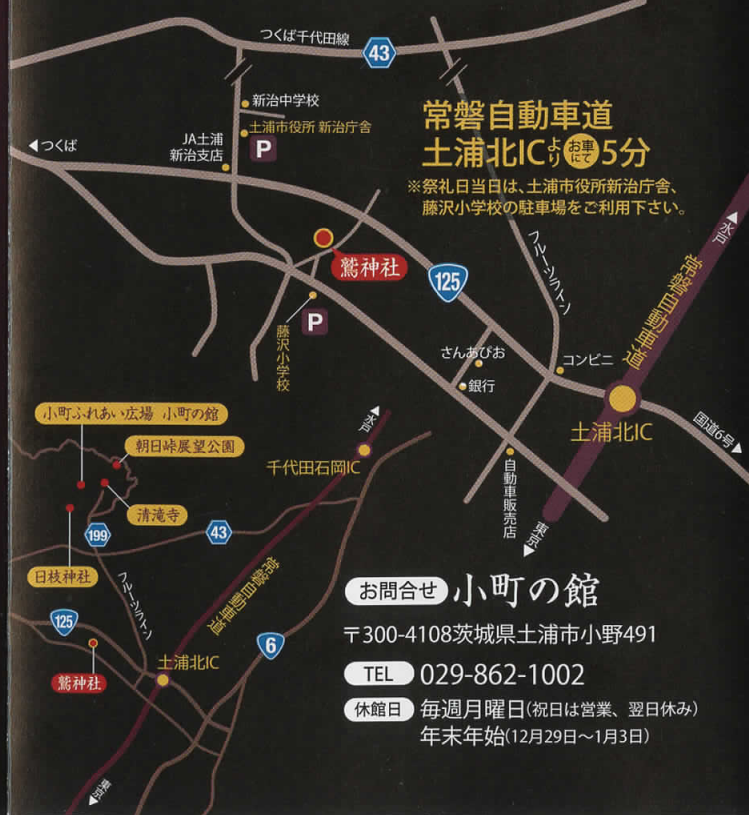 つくば千代田線
43
新治中学校
土浦市役所 新治庁舎
P
JA土浦
新治支店
つくば
常磐自動車道
土浦北ICよりお車にて5分
※祭礼日当日は、土浦市役所新治庁舎、
藤沢小学校の駐車場をご利用下さい。
水戸
フルーツライン
常磐自動車道
鷲神社
125
P
藤沢小学校
さんあぴお
銀行
コンビニ
土浦北IC
国道6号
自動車販売店
東京
小町ふれあい広場 小町の館
朝日峠展望公園
清滝寺
日枝神社
水戸
千代田石岡IC
199
43
フルーツライン
常磐自動車道
125
6
鷲神社
土浦北IC
東京
お問合せ 小町の館
〒300-4108茨城県土浦市小野491
TEL 029-862-1002
休館日 毎週月曜日(祝日は営業、翌日休み)
年末年始(12月29日～1月3日)